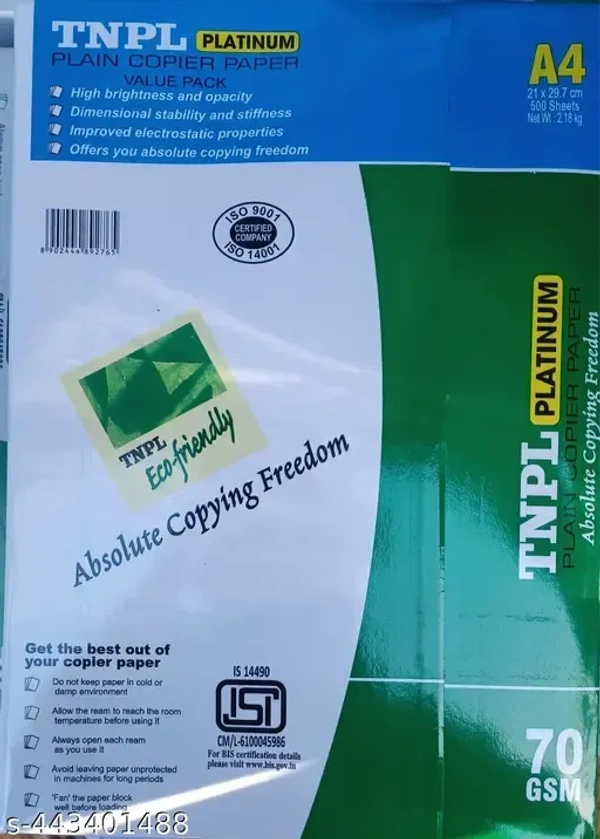 TNPL PLATINUM
PLAIN COPIER PAPER
VALUE PACK
High brightness and opacity
Dimensional stability and stiffness
Improved electrostatic properties
Offers you absolute copying freedom
A4
21 x 29.7 cm
500 Sheets
Net Wt : 2.18 kg
8 902444 892765
ISO 9001
CERTIFIED
COMPANY
ISO 14001
TNPL
Eco-friendly
Absolute Copying Freedom
TNPL PLATINUM
PLAIN COPIER PAPER
Absolute Copying Freedom
Get the best out of
your copier paper
Do not keep paper in cold or
damp environment
Allow the ream to reach the room
temperature before using it
Always open each ream
as you use it
Avoid leaving paper unprotected
in machines for long periods
'Fan' the paper block
well before loading
IS 14490
ISI
CM/L-6100045986
For BIS certification details
please visit www.bis.gov.in
70
GSM
s-443401488